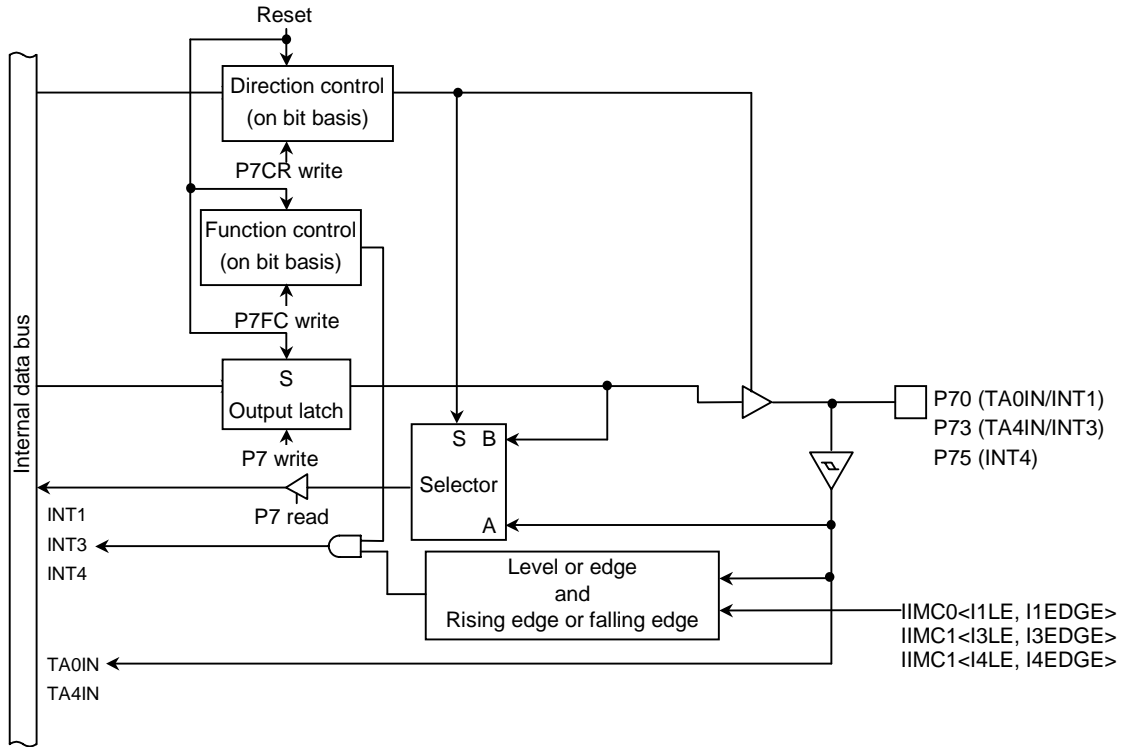 Reset
Direction control
(on bit basis)
P7CR write
Function control
(on bit basis)
P7FC write
Internal data bus
S
Output latch
P7 write
P70 (TA0IN/INT1)
P73 (TA4IN/INT3)
P75 (INT4)
S B
Selector
A
P7 read
INT1
INT3
INT4
Level or edge
and
Rising edge or falling edge
IIMC0<I1LE, I1EDGE>
IIMC1<I3LE, I3EDGE>
IIMC1<I4LE, I4EDGE>
TA0IN
TA4IN